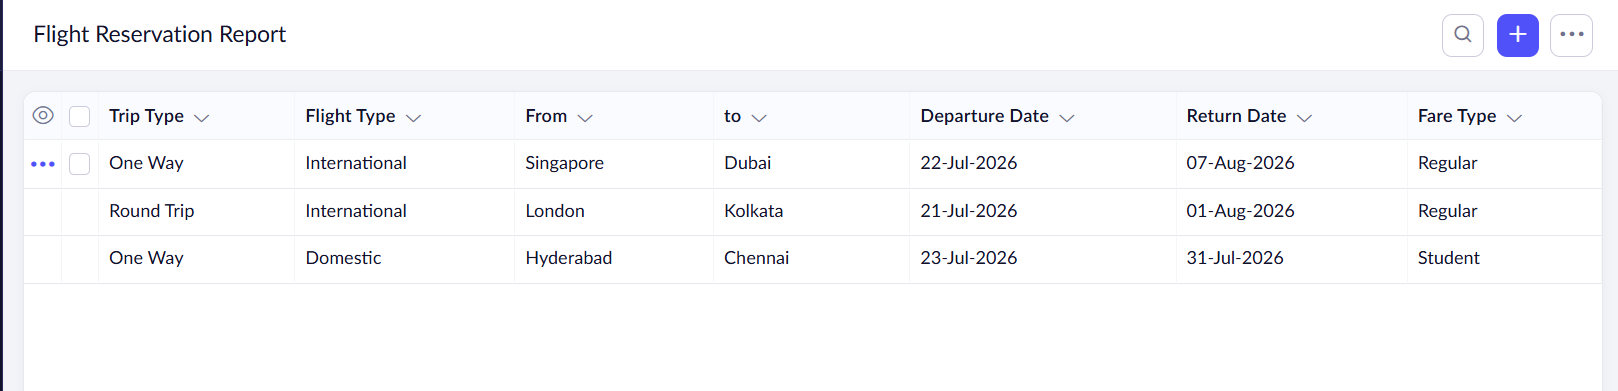 Flight Reservation Report
Trip Type Flight Type From to Departure Date Return Date Fare Type
One Way International Singapore Dubai 22-Jul-2026 07-Aug-2026 Regular
Round Trip International London Kolkata 21-Jul-2026 01-Aug-2026 Regular
One Way Domestic Hyderabad Chennai 23-Jul-2026 31-Jul-2026 Student